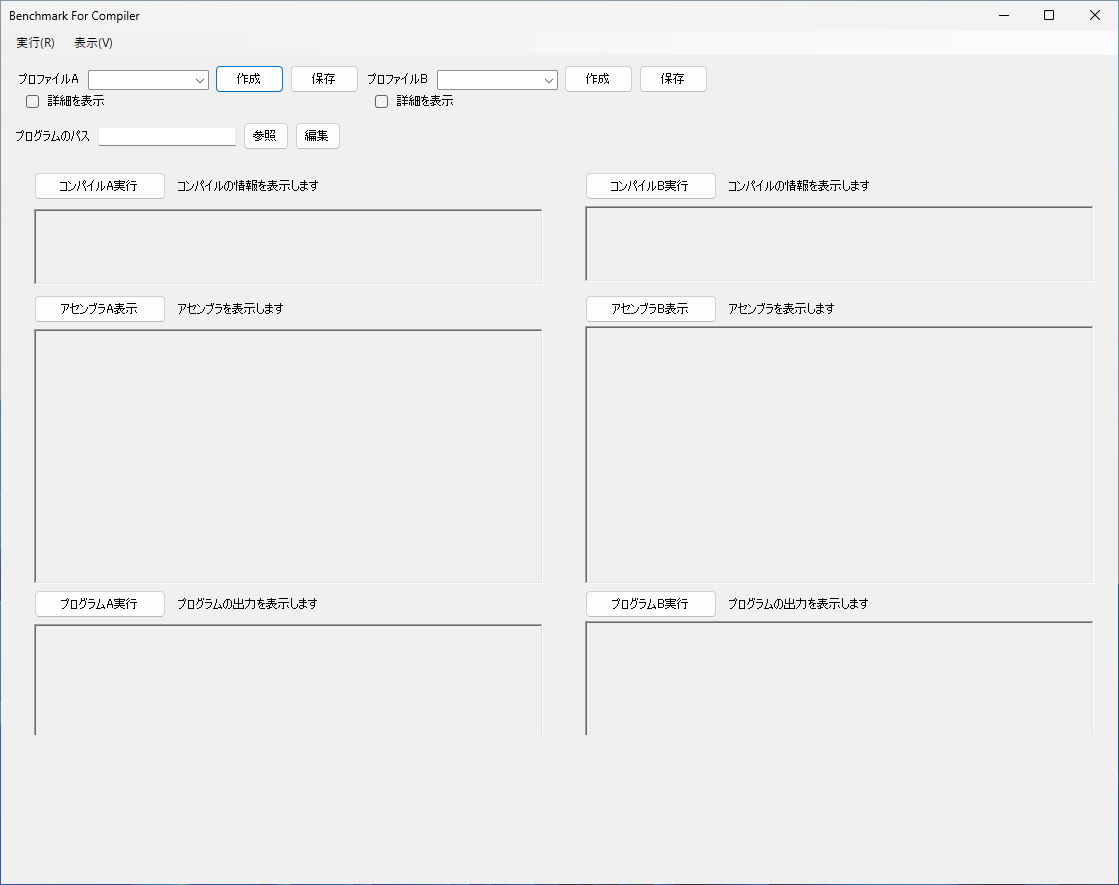 Benchmark For Compiler
実行(R) 表示(V)
プロファイルA 作成 保存 プロファイルB 作成 保存
詳細を表示 詳細を表示
プログラムのパス 参照 編集
コンパイルA実行 コンパイルの情報を表示します コンパイルB実行 コンパイルの情報を表示します
アセンブラA表示 アセンブラを表示します アセンブラB表示 アセンブラを表示します
プログラムA実行 プログラムの出力を表示します プログラムB実行 プログラムの出力を表示します